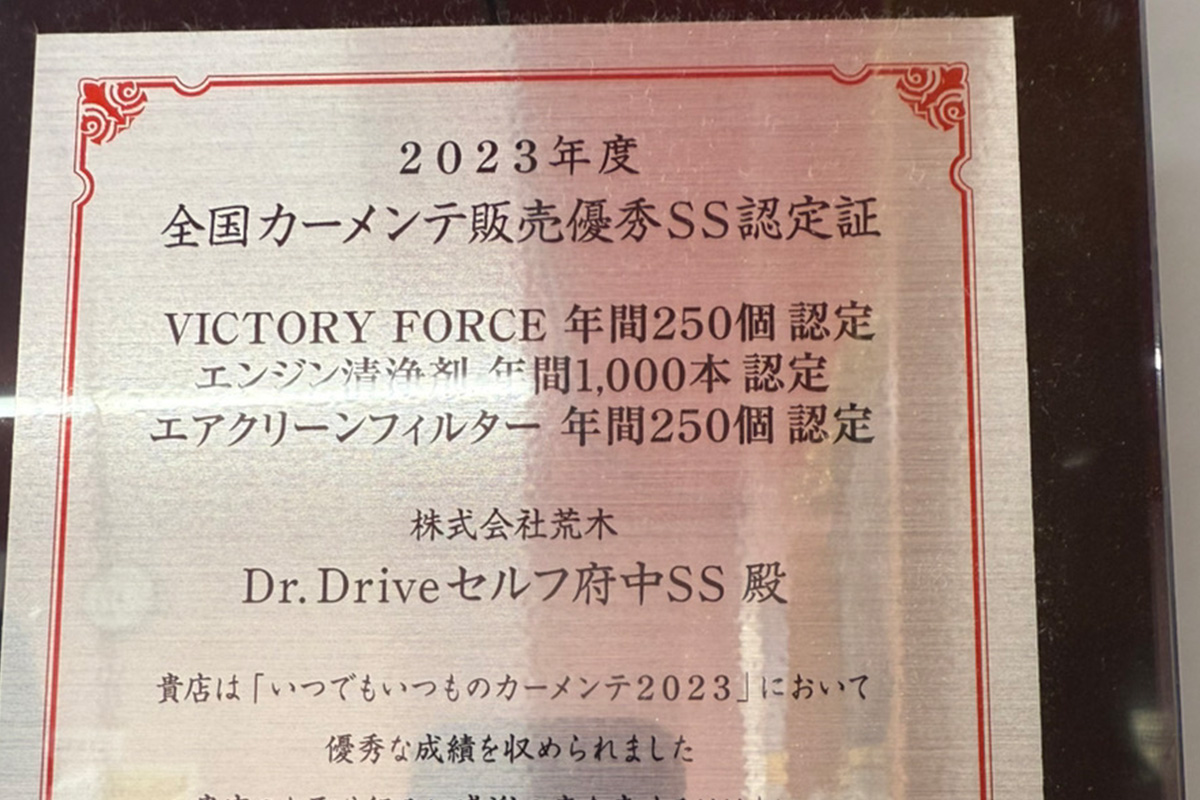 2023年度
全国カーメンテ販売優秀SS認定証
VICTORY FORCE 年間250個 認定
エンジン清浄剤 年間1,000本 認定
エアクリーンフィルター 年間250個 認定
株式会社荒木
Dr.Driveセルフ府中SS 殿
貴店は「いつでもいつものカーメンテ2023」において
優秀な成績を収められました